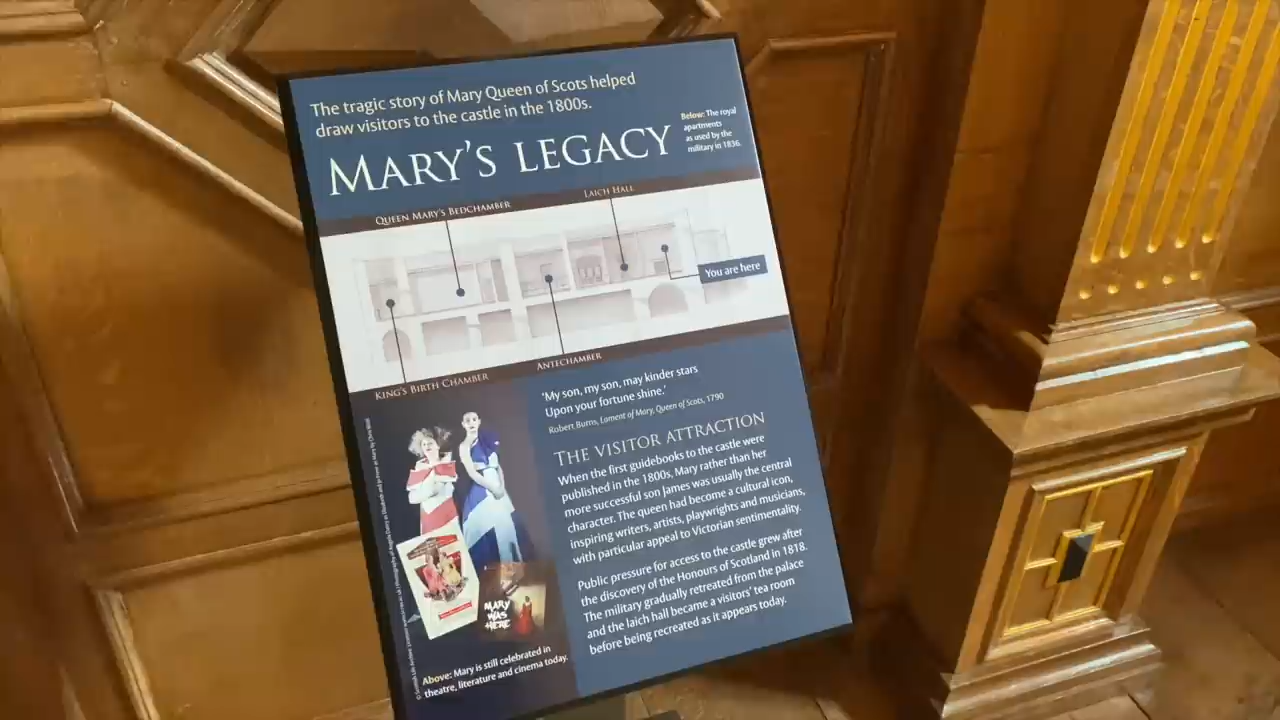 The tragic story of Mary Queen of Scots helped
draw visitors to the castle in the 1800s.
MARY'S LEGACY
Below: The royal
apartments
as used by the
military in 1836.
QUEEN MARY'S BEDCHAMBER
LAICH HALL
You are here
KING'S BIRTH CHAMBER
ANTECHAMBER
'My son, my son, may kinder stars
Upon your fortune shine.'
Robert Burns, Lament of Mary, Queen of Scots, 1790
THE VISITOR ATTRACTION
When the first guidebooks to the castle were
published in the 1800s, Mary rather than her
more successful son James was usually the central
character. The queen had become a cultural icon,
inspiring writers, artists, playwrights and musicians,
with particular appeal to Victorian sentimentality.
Public pressure for access to the castle grew after
the discovery of the Honours of Scotland in 1818.
The military gradually retreated from the palace
and the laich hall became a visitors' tea room
before being recreated as it appears today.
MARY
WAS
HERE
Above: Mary is still celebrated in
theatre, literature and cinema today.